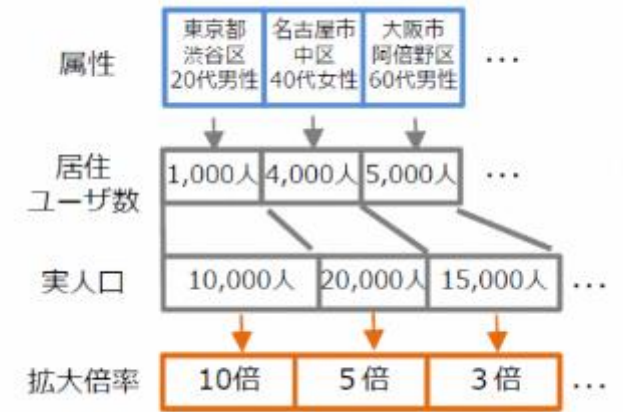 属性
東京都
渋谷区
20代男性
名古屋市
中区
40代女性
大阪市
阿倍野区
60代男性
...
居住
ユーザ数
1,000人
4,000人
5,000人
...
実人口
10,000人
20,000人
15,000人
...
拡大倍率
10倍
5倍
3倍
...